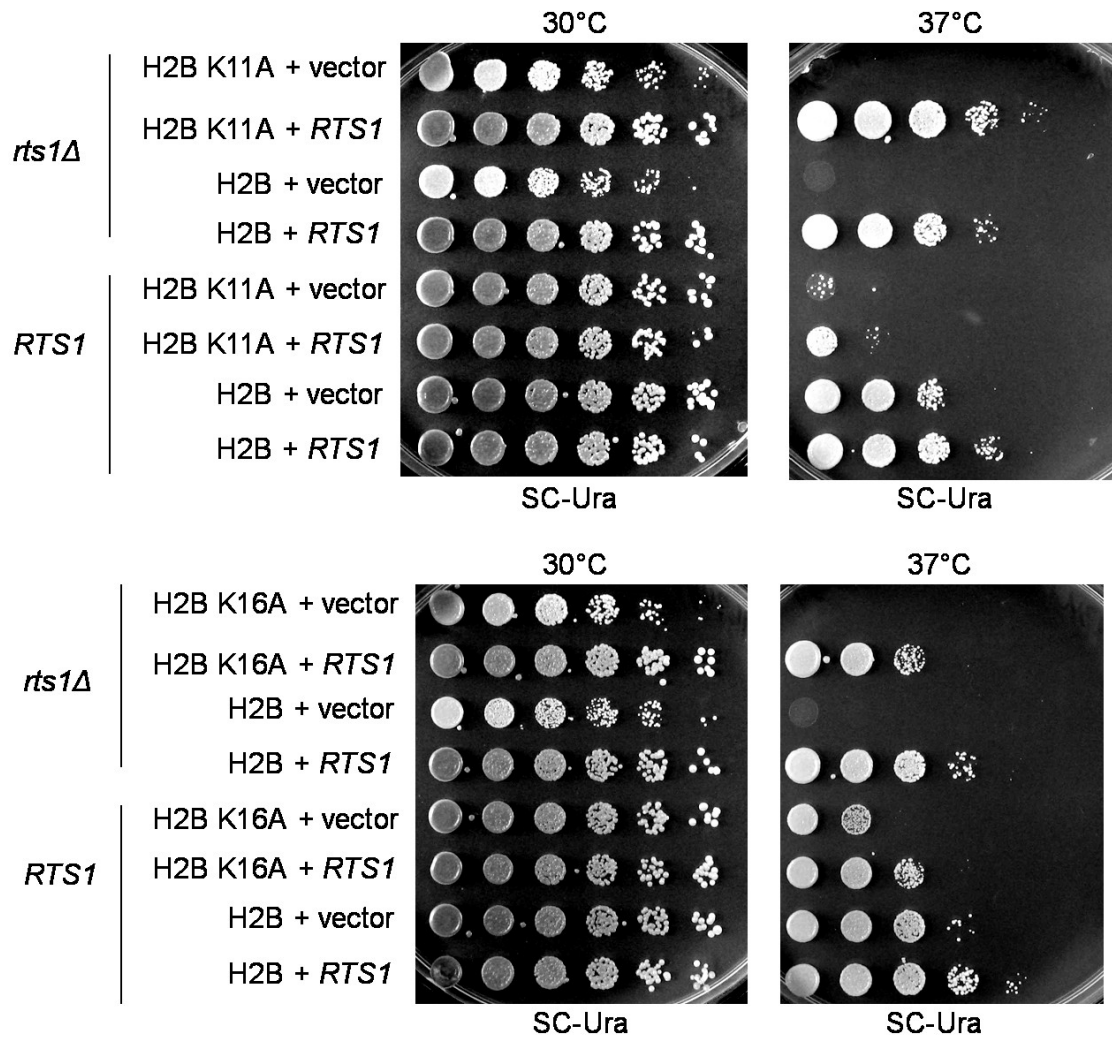 30°C 37°C
H2B K11A + vector
H2B K11A + RTS1
rts1Δ
H2B + vector
H2B + RTS1
H2B K11A + vector
RTS1
H2B K11A + RTS1
H2B + vector
H2B + RTS1
SC-Ura SC-Ura
30°C 37°C
H2B K16A + vector
H2B K16A + RTS1
rts1Δ
H2B + vector
H2B + RTS1
H2B K16A + vector
H2B K16A + RTS1
RTS1
H2B + vector
H2B + RTS1
SC-Ura SC-Ura